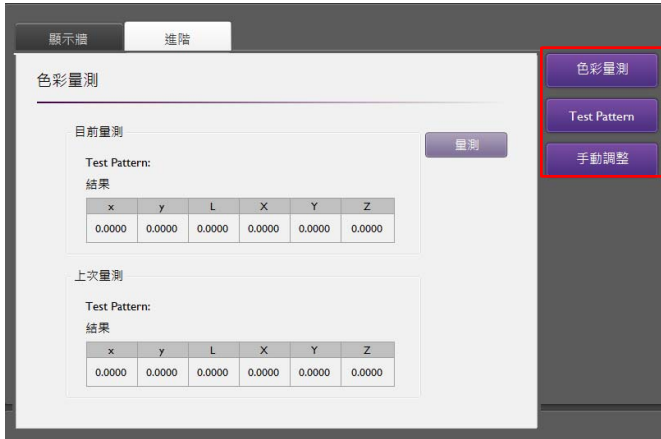 顯示牆 進階
色彩量測
目前量測
量測
Test Pattern:
結果
x y L X Y Z
0.0000 0.0000 0.0000 0.0000 0.0000 0.0000
上次量測
Test Pattern:
結果
x y L X Y Z
0.0000 0.0000 0.0000 0.0000 0.0000 0.0000
色彩量測
Test Pattern
手動調整